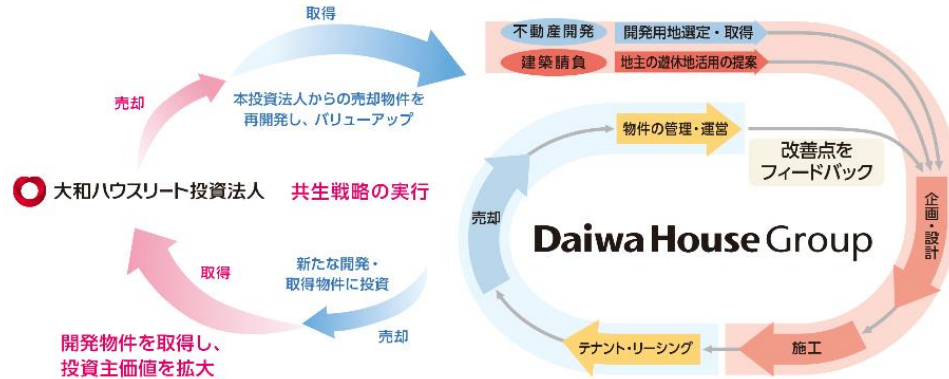 取得
不動産開発
開発用地選定・取得
建築請負
地主の遊休地活用の提案
売却
本投資法人からの売却物件を
再開発し、バリューアップ
物件の管理・運営
改善点を
フィードバック
大和ハウスリート投資法人
共生戦略の実行
売却
Daiwa House Group
企画・設計
取得
新たな開発・
取得物件に投資
売却
開発物件を取得し、
投資主価値を拡大
テナント・リーシング
施工